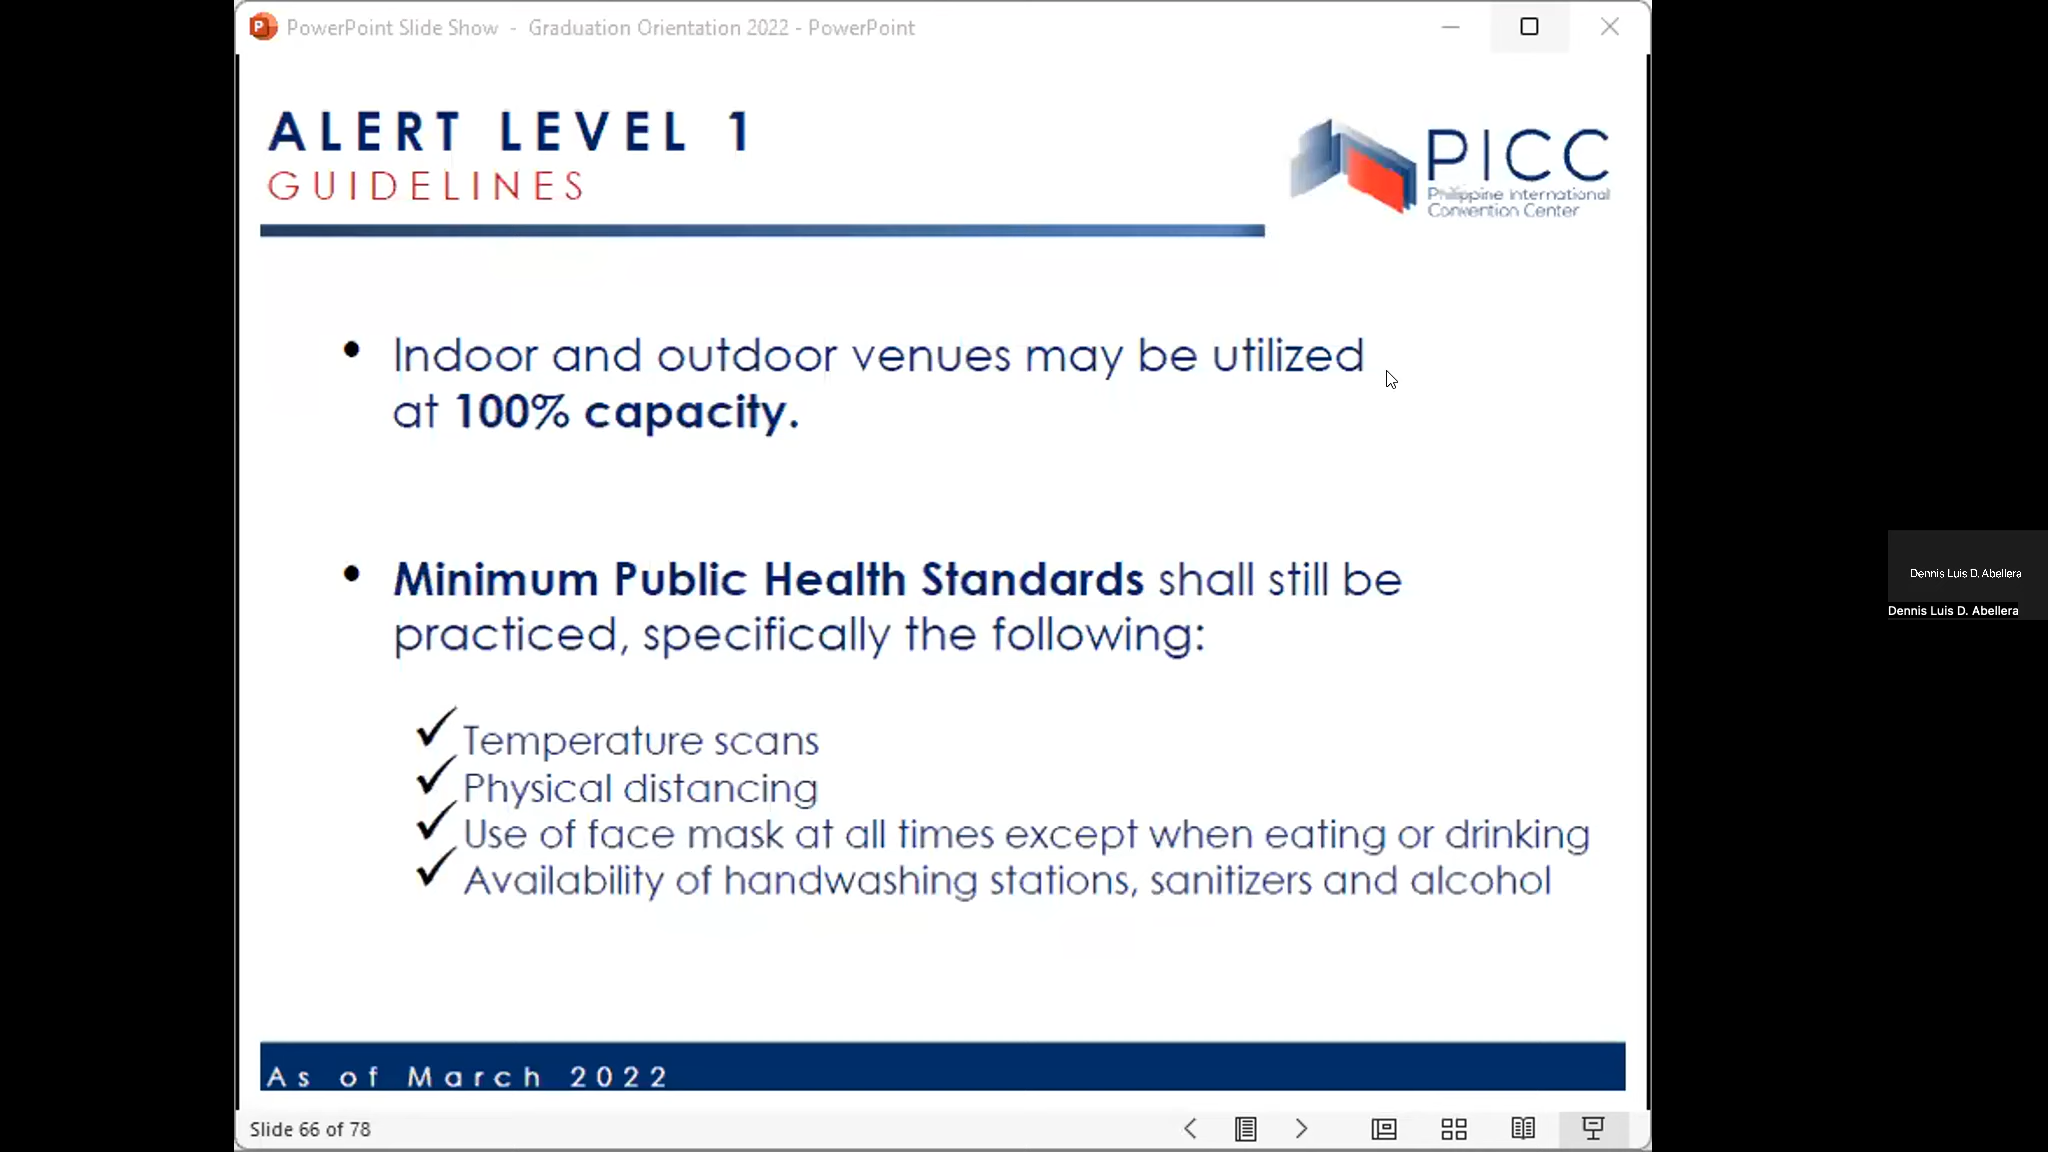 PowerPoint Slide Show - Graduation Orientation 2022 - PowerPoint
ALERT LEVEL 1
GUIDELINES
PICC
Philippine International
Convention Center
• Indoor and outdoor venues may be utilized
at 100% capacity.
• Minimum Public Health Standards shall still be
practiced, specifically the following:
✓ Temperature scans
✓ Physical distancing
✓ Use of face mask at all times except when eating or drinking
✓ Availability of handwashing stations, sanitizers and alcohol
As of March 2022
Slide 66 of 78
Dennis Luis D. Abellera
Dennis Luis D. Abellera